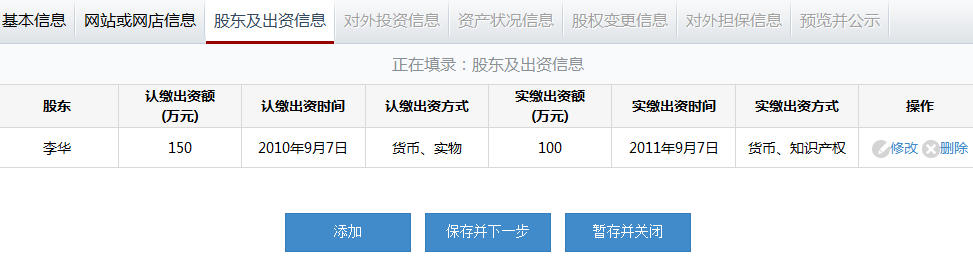 基本信息 网站或网店信息 股东及出资信息 对外投资信息 资产状况信息 股权变更信息 对外担保信息 预览并公示
正在填录：股东及出资信息
股东 认缴出资额(万元) 认缴出资时间 认缴出资方式 实缴出资额(万元) 实缴出资时间 实缴出资方式 操作
李华 150 2010年9月7日 货币、实物 100 2011年9月7日 货币、知识产权 修改 删除
添加 保存并下一步 暂存并关闭